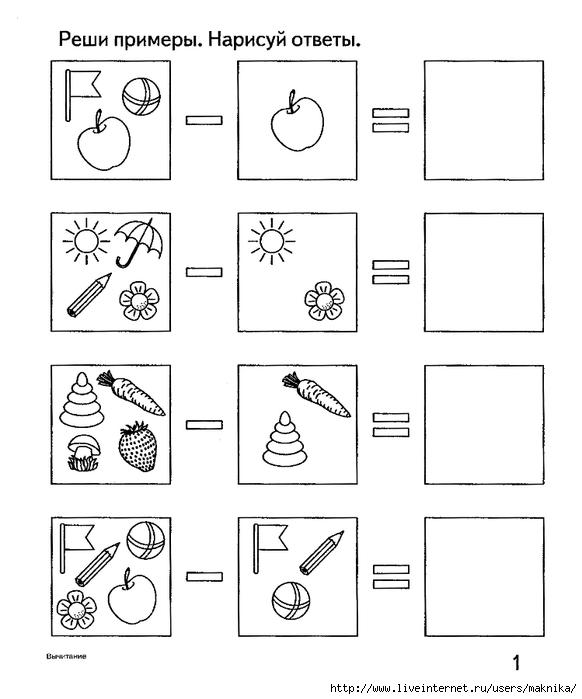 Реши примеры. Нарисуй ответы.
Вычитание
1
http://www.liveinternet.ru/users/maknika/